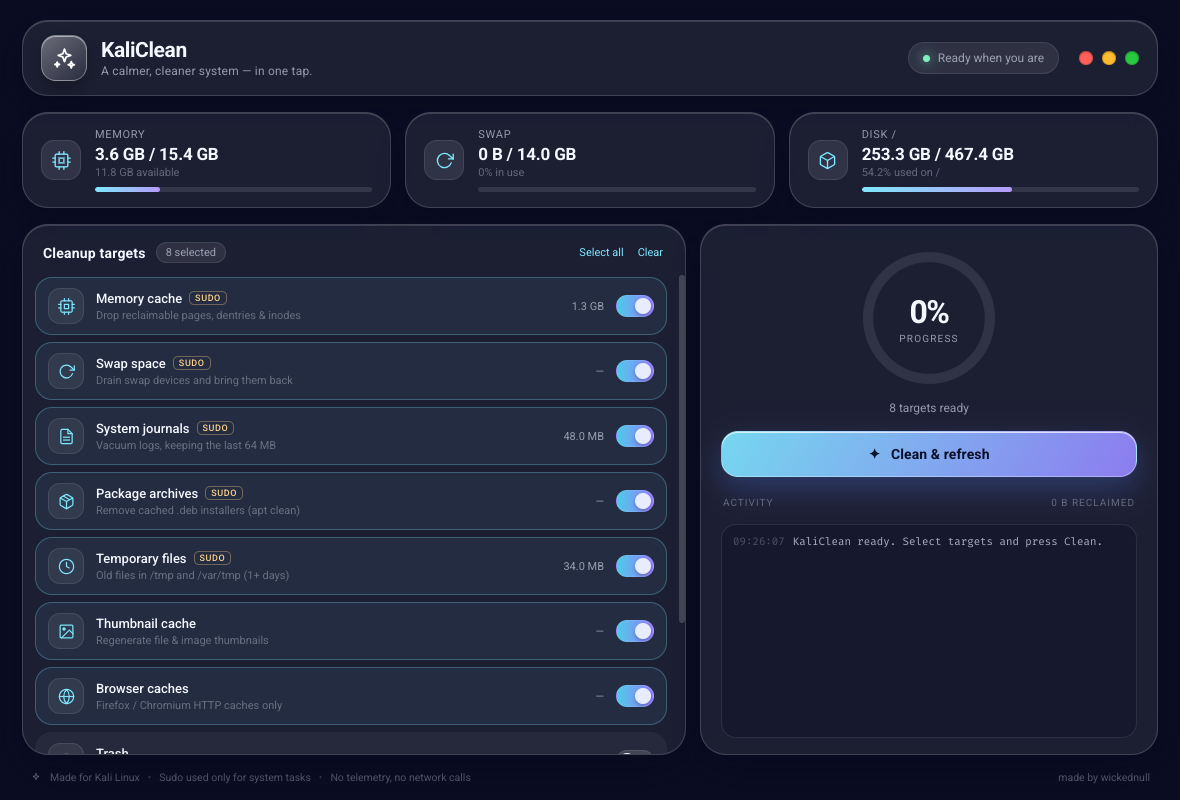 KaliClean
A calmer, cleaner system — in one tap.
Ready when you are
MEMORY
3.6 GB / 15.4 GB
11.8 GB available
SWAP
0 B / 14.0 GB
0% in use
DISK /
253.3 GB / 467.4 GB
54.2% used on /
Cleanup targets
8 selected
Select all
Clear
Memory cache SUDO
Drop reclaimable pages, dentries & inodes
1.3 GB
Swap space SUDO
Drain swap devices and bring them back
—
System journals SUDO
Vacuum logs, keeping the last 64 MB
48.0 MB
Package archives SUDO
Remove cached .deb installers (apt clean)
—
Temporary files SUDO
Old files in /tmp and /var/tmp (1+ days)
34.0 MB
Thumbnail cache
Regenerate file & image thumbnails
—
Browser caches
Firefox / Chromium HTTP caches only
—
Trash
0%
PROGRESS
8 targets ready
✦ Clean & refresh
ACTIVITY
0 B RECLAIMED
09:26:07 KaliClean ready. Select targets and press Clean.
Made for Kali Linux · Sudo used only for system tasks · No telemetry, no network calls
made by wickednull